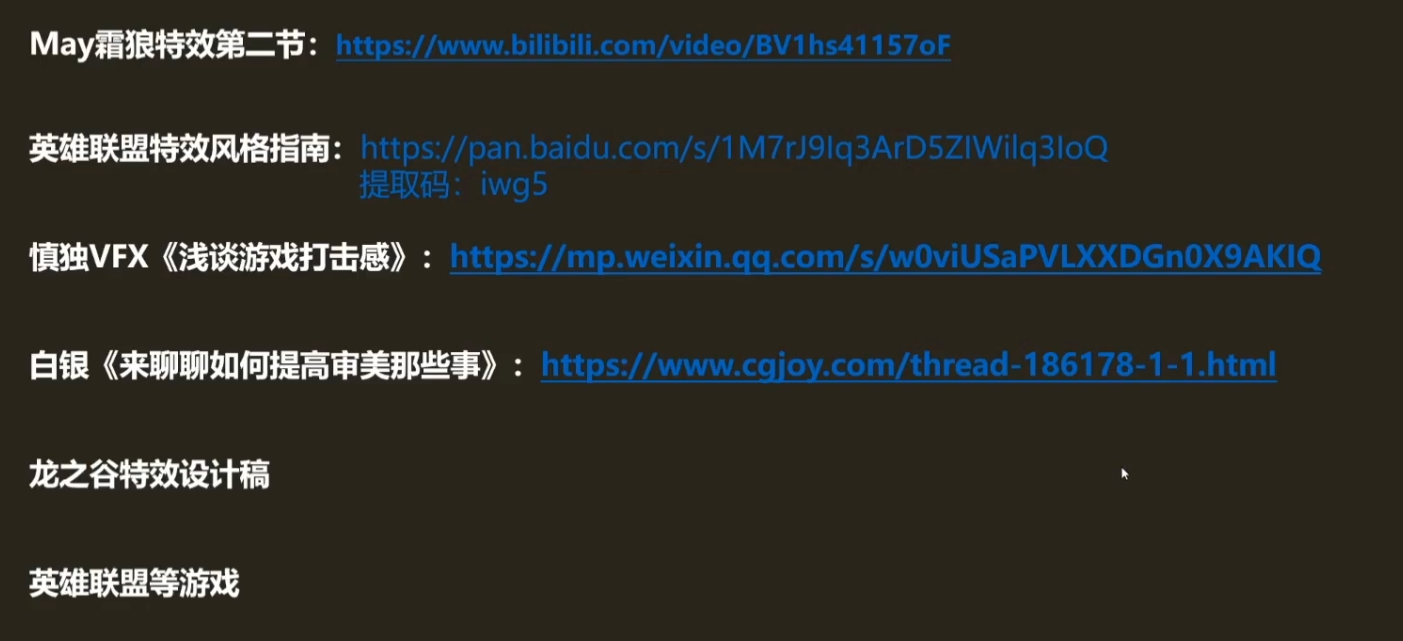 May霜狼特效第二节：https://www.bilibili.com/video/BV1hs41157oF
英雄联盟特效风格指南：https://pan.baidu.com/s/1M7rJ9Iq3ArD5ZIWilq3IoQ
提取码：iwg5
慎独VFX《浅谈游戏打击感》：https://mp.weixin.qq.com/s/w0viUSaPVLXXDGn0X9AKIQ
白银《来聊聊如何提高审美那些事》：https://www.cgjoy.com/thread-186178-1-1.html
龙之谷特效设计稿
英雄联盟等游戏